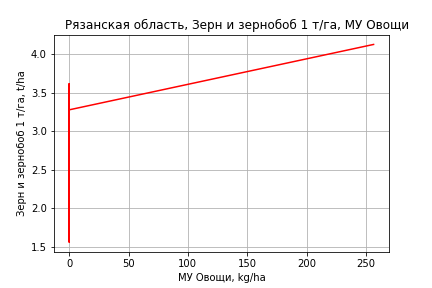 Рязанская область, Зерн и зернобоб 1 т/га, МУ Овощи
4.0
3.5
3.0
2.5
2.0
1.5
Зерн и зернобоб 1 т/га, t/ha
0 50 100 150 200 250
МУ Овощи, kg/ha